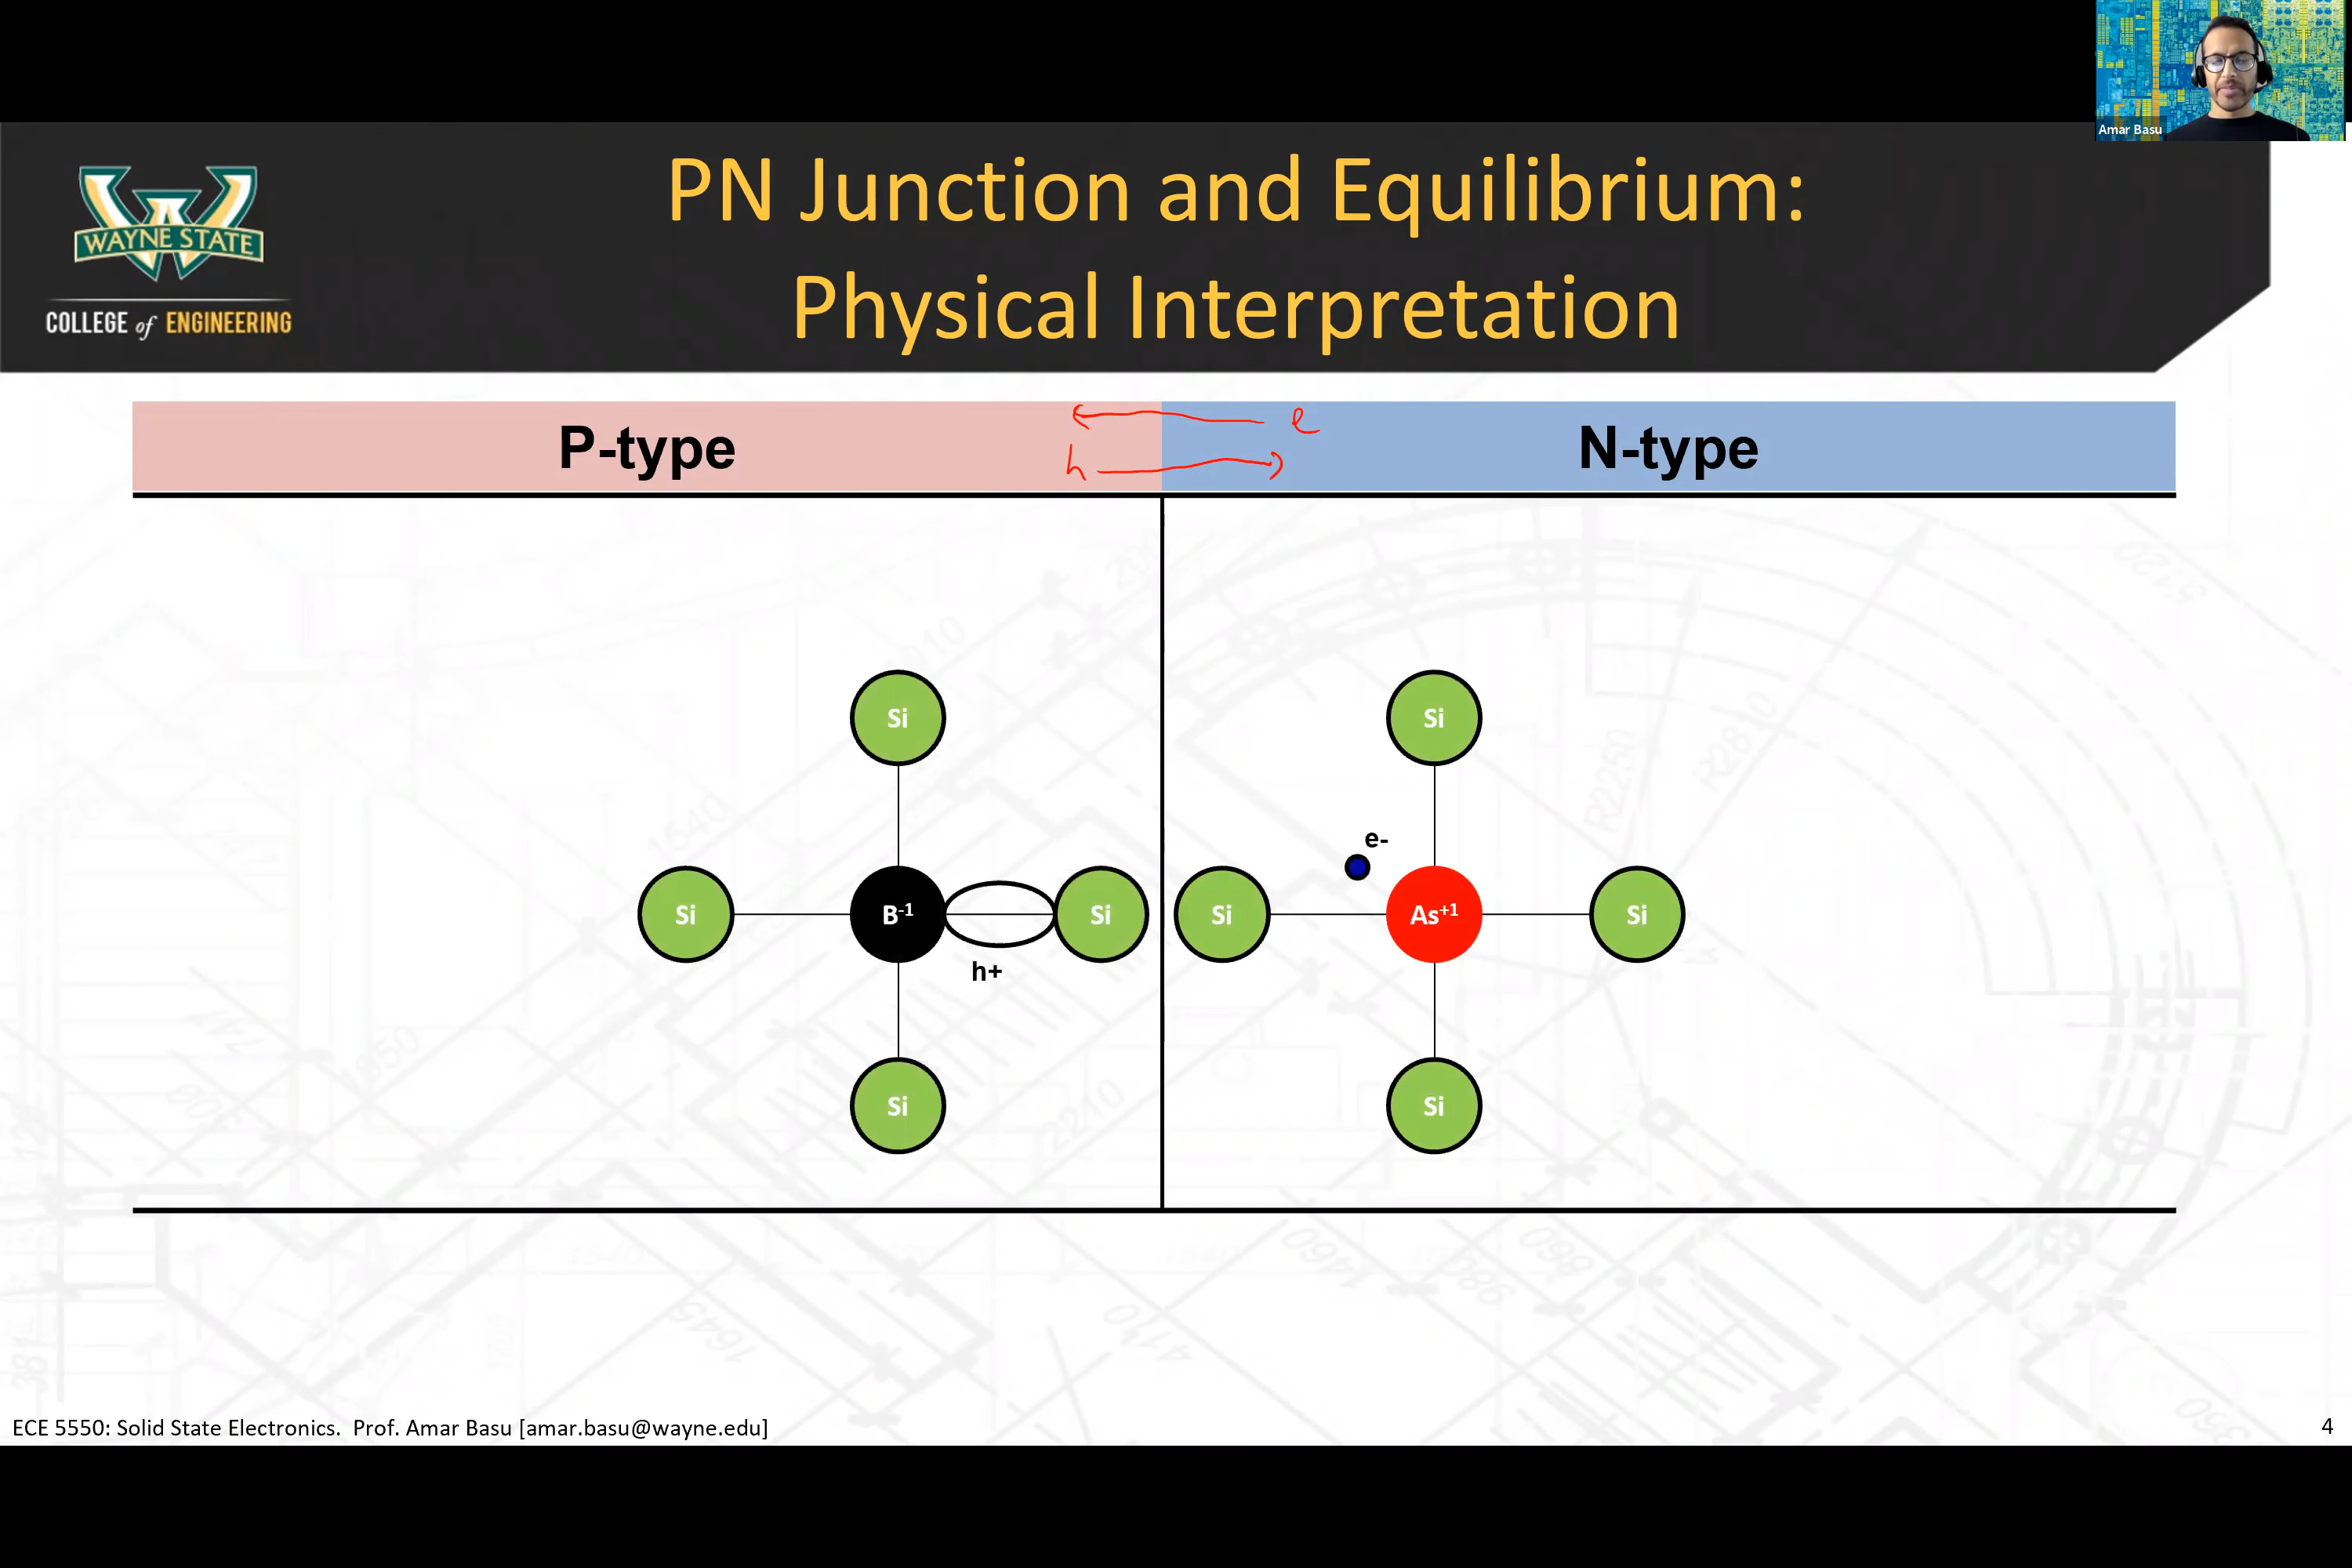 Amar Basu
PN Junction and Equilibrium:
Physical Interpretation
WAYNE STATE
COLLEGE of ENGINEERING
P-type
e
h
N-type
Si
Si
e-
Si
B-1
Si
Si
As+1
Si
h+
Si
Si
ECE 5550: Solid State Electronics. Prof. Amar Basu [amar.basu@wayne.edu]
4